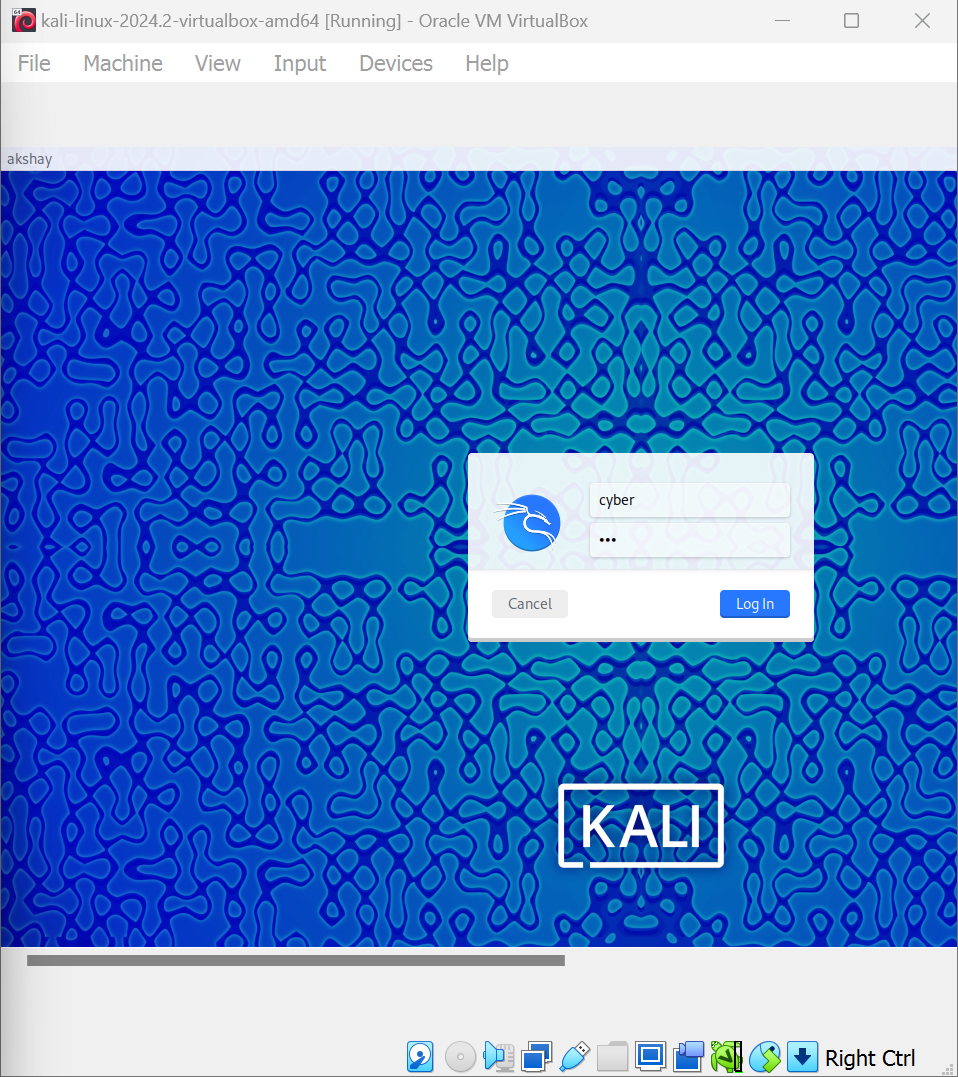 64
kali-linux-2024.2-virtualbox-amd64 [Running] - Oracle VM VirtualBox
File Machine View Input Devices Help
akshay
cyber
•••
Cancel Log In
KALI
Right Ctrl